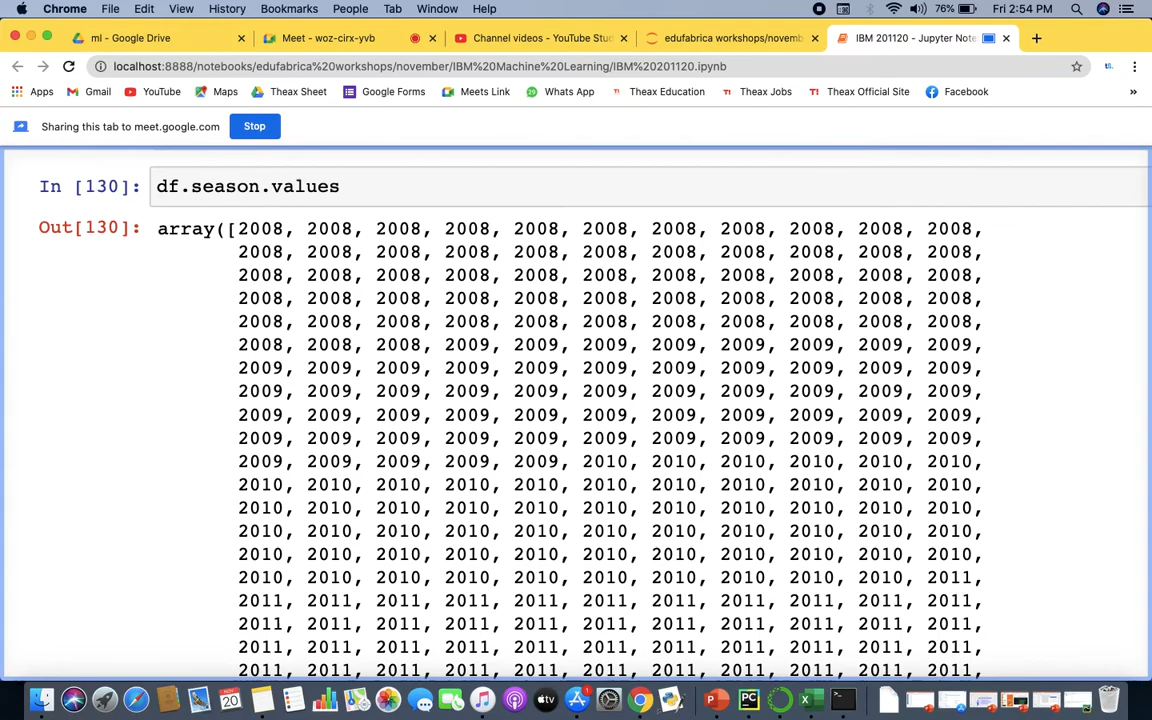 Chrome File Edit View History Bookmarks People Tab Window Help 76% Fri 2:54 PM
ml - Google Drive Meet - woz-cirx-yvb Channel videos - YouTube Stu edufabrica workshops/novemb IBM 201120 - Jupyter Note
localhost:8888/notebooks/edufabrica%20workshops/november/IBM%20Machine%20Learning/IBM%20201120.ipynb
Apps Gmail YouTube Maps Theax Sheet Google Forms Meets Link 29 Whats App Theax Education Theax Jobs Theax Official Site Facebook »
Sharing this tab to meet.google.com Stop
In [130]: df.season.values
Out[130]: array([2008, 2008, 2008, 2008, 2008, 2008, 2008, 2008, 2008, 2008, 2008,
2008, 2008, 2008, 2008, 2008, 2008, 2008, 2008, 2008, 2008, 2008,
2008, 2008, 2008, 2008, 2008, 2008, 2008, 2008, 2008, 2008, 2008,
2008, 2008, 2008, 2008, 2008, 2008, 2008, 2008, 2008, 2008, 2008,
2008, 2008, 2008, 2008, 2008, 2008, 2008, 2008, 2008, 2008, 2008,
2008, 2008, 2008, 2009, 2009, 2009, 2009, 2009, 2009, 2009, 2009,
2009, 2009, 2009, 2009, 2009, 2009, 2009, 2009, 2009, 2009, 2009,
2009, 2009, 2009, 2009, 2009, 2009, 2009, 2009, 2009, 2009, 2009,
2009, 2009, 2009, 2009, 2009, 2009, 2009, 2009, 2009, 2009, 2009,
2009, 2009, 2009, 2009, 2009, 2009, 2009, 2009, 2009, 2009, 2009,
2009, 2009, 2009, 2009, 2009, 2010, 2010, 2010, 2010, 2010, 2010,
2010, 2010, 2010, 2010, 2010, 2010, 2010, 2010, 2010, 2010, 2010,
2010, 2010, 2010, 2010, 2010, 2010, 2010, 2010, 2010, 2010, 2010,
2010, 2010, 2010, 2010, 2010, 2010, 2010, 2010, 2010, 2010, 2010,
2010, 2010, 2010, 2010, 2010, 2010, 2010, 2010, 2010, 2010, 2010,
2010, 2010, 2010, 2010, 2010, 2010, 2010, 2010, 2010, 2010, 2011,
2011, 2011, 2011, 2011, 2011, 2011, 2011, 2011, 2011, 2011, 2011,
2011, 2011, 2011, 2011, 2011, 2011, 2011, 2011, 2011, 2011, 2011,
2011, 2011, 2011, 2011, 2011, 2011, 2011, 2011, 2011, 2011, 2011,
2011, 2011, 2011, 2011, 2011, 2011, 2011, 2011, 2011, 2011, 2011,
NOV 20 tv 1 PC